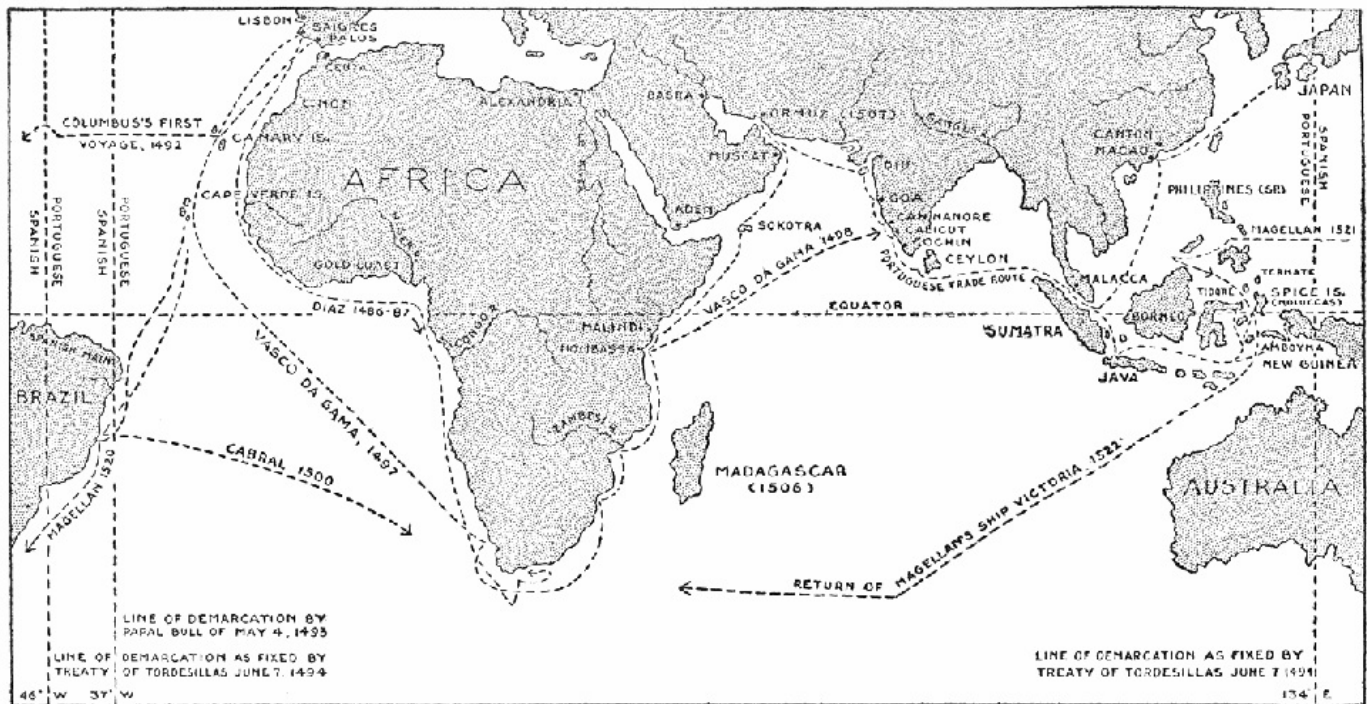 LISBON
SAIGRES
PALOS
CEUTA
C. NON
ALEXANDRIA
BASRA
ORMUZ (1507)
GANGES
JAPAN
COLUMBUS'S FIRST
VOYAGE, 1492
CANARY IS.
CANTON
MACAO
MUSCAT
DIU
AFRICA
SPANISH
PORTUGUESE
CAPE VERDE IS.
PHILIPPINES (SP.)
PORTUGUESE
SPANISH
SPANISH
PORTUGUESE
ADEN
SOKOTRA
GOA
CANNANORE
CALICUT
COCHIN
CEYLON
MAGELLAN 1521
NIGER R.
GOLD COAST
VASCO DA GAMA 1498
PORTUGUESE TRADE ROUTE
MALACCA
TERNATE
TIDORE
SPICE IS.
(MOLUCCAS)
DIAZ 1486-87
EQUATOR
CONGO R.
MALINDI
MOMBASSA
BORNEO
SUMATRA
AMBOYNA
NEW GUINEA
JAVA
SPANISH MAIN
BRAZIL
VASCO DA GAMA, 1497
ZAMBESI R.
MAGELLAN 1520
CABRAL 1500
MADAGASCAR
(1506)
AUSTRALIA
RETURN OF MAGELLAN'S SHIP VICTORIA, 1522
LINE OF DEMARCATION BY
PAPAL BULL OF MAY 4, 1493
LINE OF DEMARCATION AS FIXED BY
TREATY OF TORDESILLAS JUNE 7, 1494
LINE OF DEMARCATION AS FIXED BY
TREATY OF TORDESILLAS JUNE 7 1494
46° W 37° W
134° E